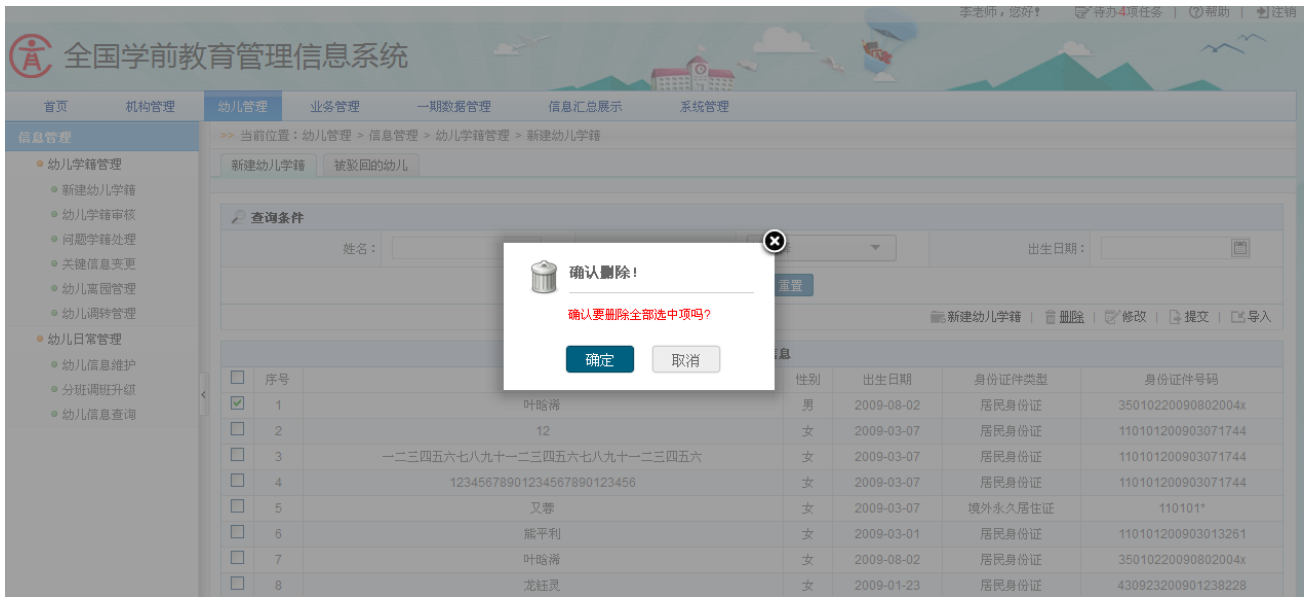 李老师，您好！ 待办4项任务 | 帮助 | 注销
全国学前教育管理信息系统
首页 机构管理 幼儿管理 业务管理 一期数据管理 信息汇总展示 系统管理
信息管理
>> 当前位置：幼儿管理 > 信息管理 > 幼儿学籍管理 > 新建幼儿学籍
幼儿学籍管理
新建幼儿学籍
幼儿学籍审核
问题学籍处理
关键信息变更
幼儿离园管理
幼儿调转管理
幼儿日常管理
幼儿信息维护
分班调班升级
幼儿信息查询
新建幼儿学籍 被驳回的幼儿
查询条件
姓名： 出生日期：
重置
新建幼儿学籍 | 删除 | 修改 | 提交 | 导入
确认删除！
确认要删除全部选中项吗?
确定 取消
息
序号 性别 出生日期 身份证件类型 身份证件号码
1 叶晗浠 男 2009-08-02 居民身份证 35010220090802004x
2 12 女 2009-03-07 居民身份证 110101200903071744
3 一二三四五六七八九十一二三四五六七八九十一二三四五六 女 2009-03-07 居民身份证 110101200903071744
4 12345678901234567890123456 女 2009-03-07 居民身份证 110101200903071744
5 又蓉 女 2009-03-07 境外永久居住证 110101*
6 熊平利 女 2009-03-01 居民身份证 110101200903013261
7 叶晗浠 女 2009-08-02 居民身份证 35010220090802004x
8 龙钰灵 女 2009-01-23 居民身份证 430923200901238228